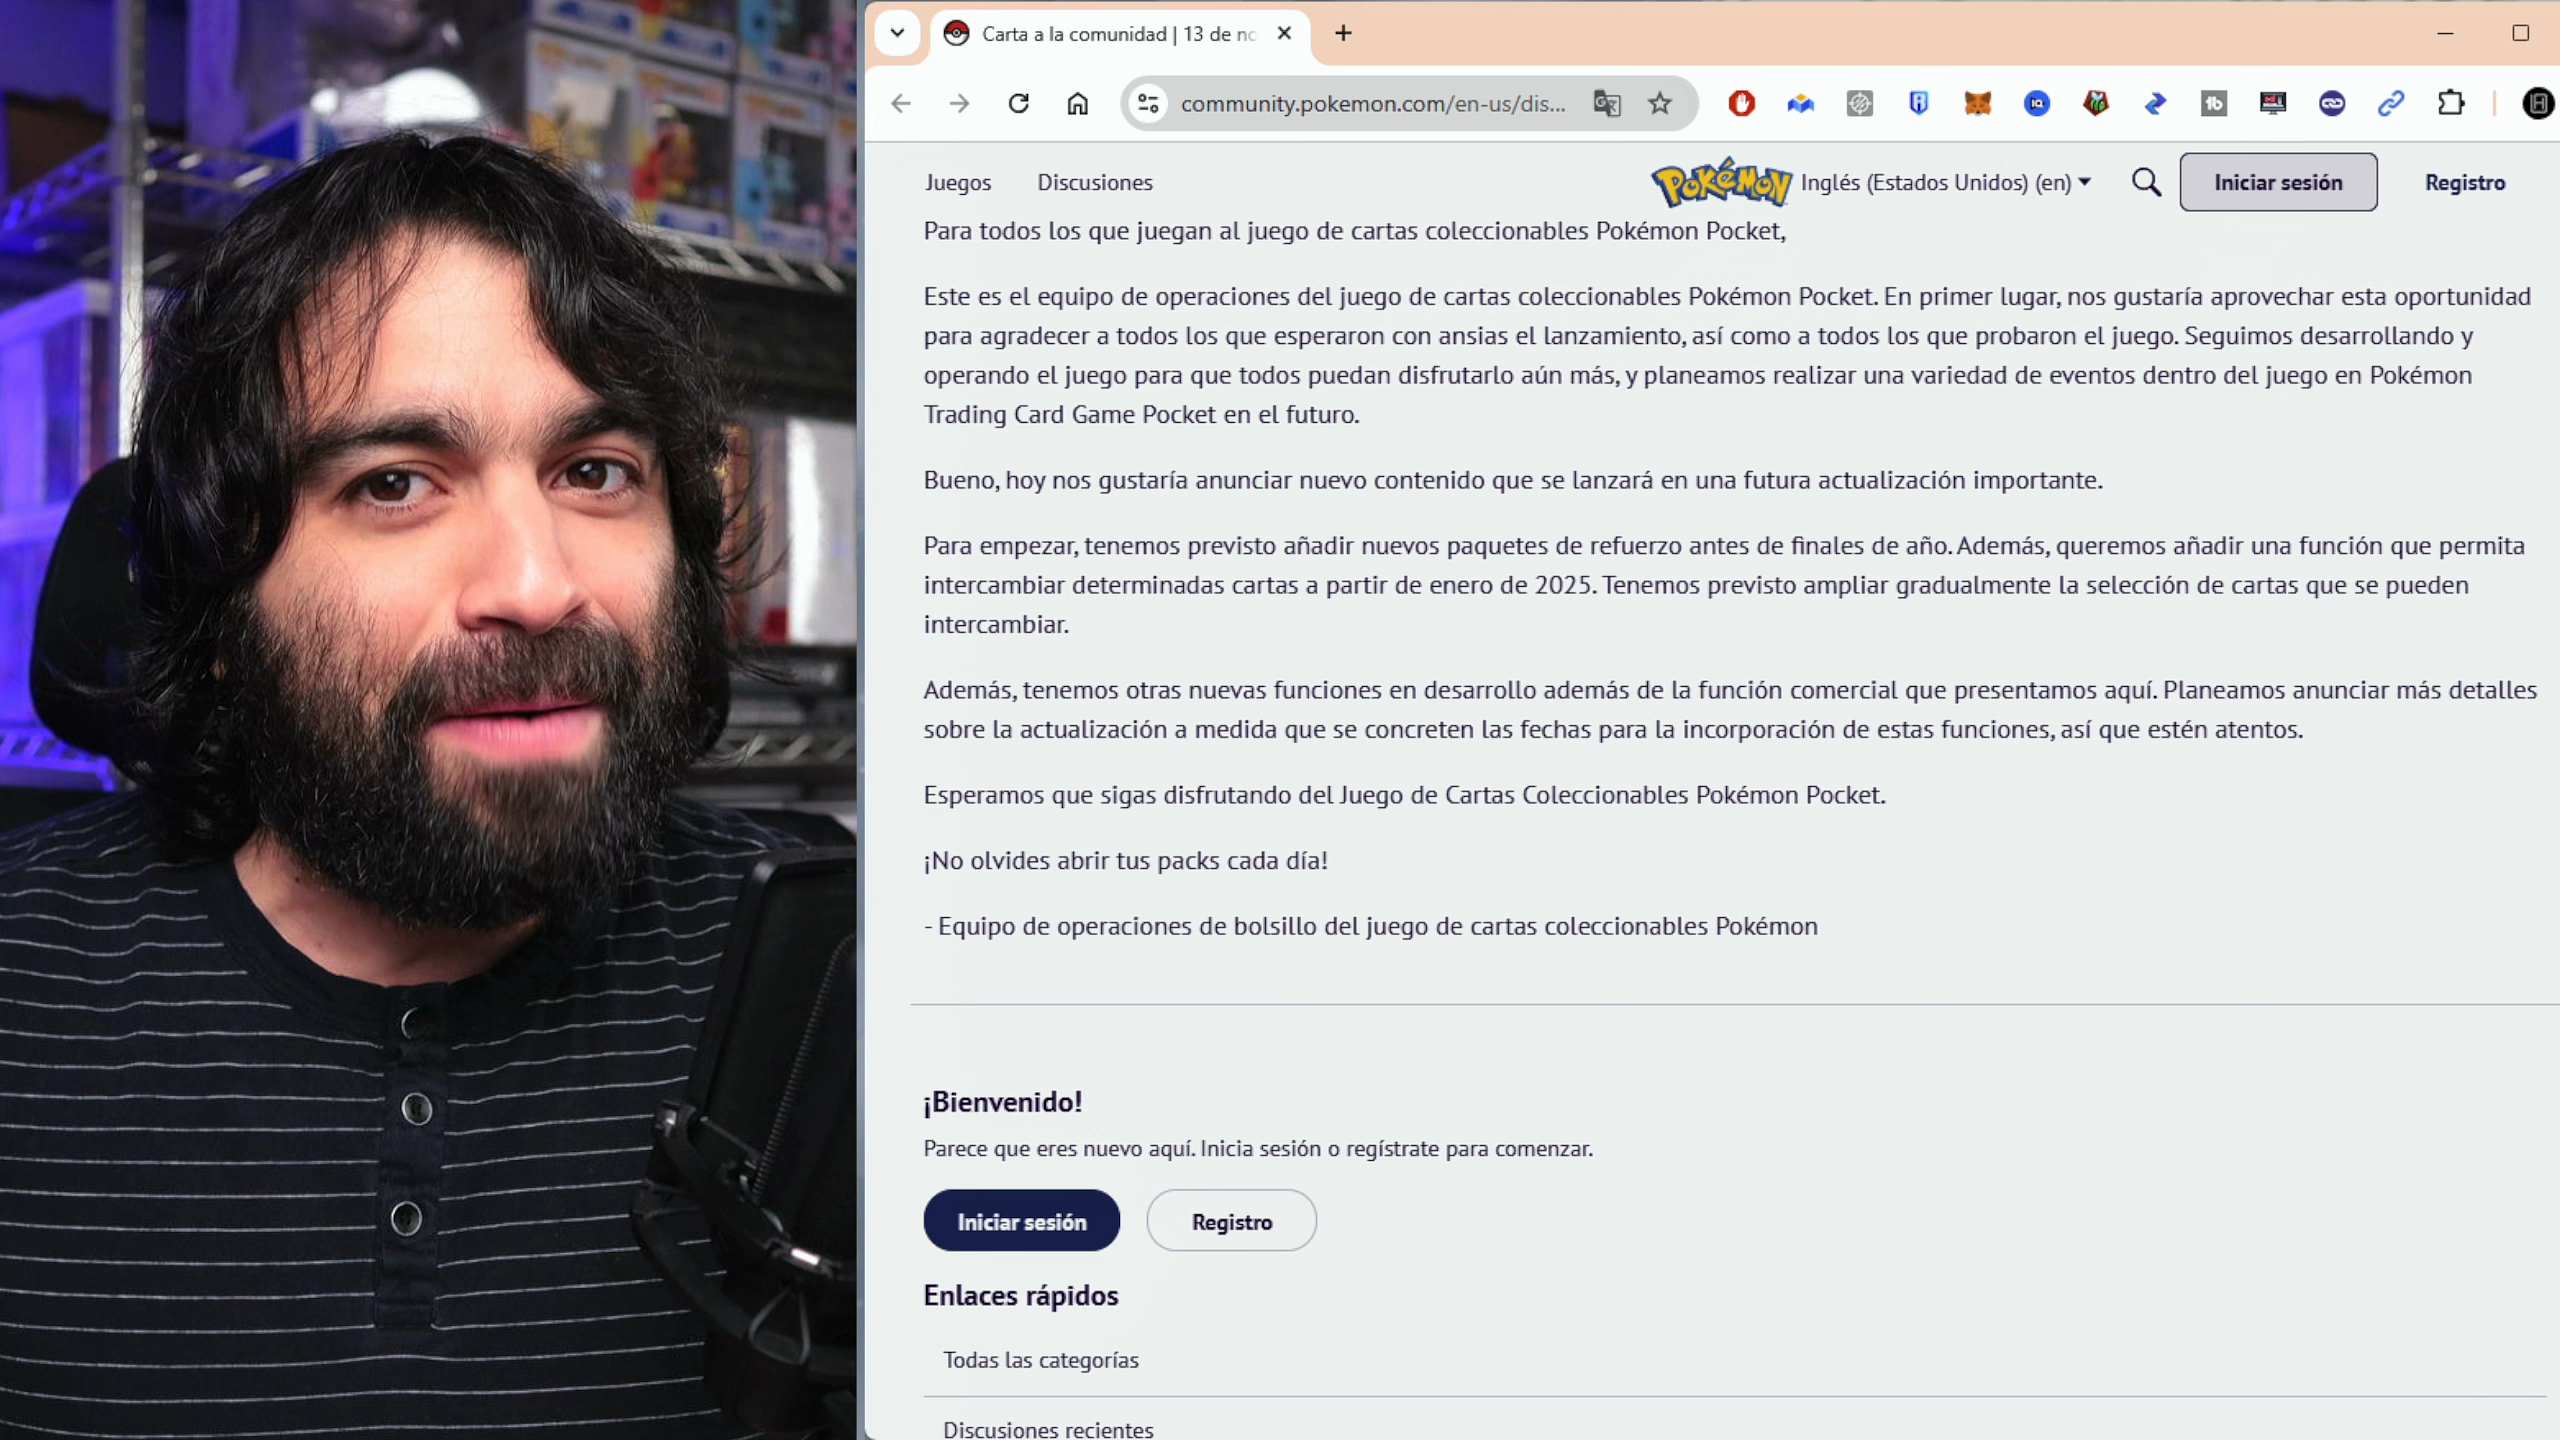 Carta a la comunidad | 13 de no
community.pokemon.com/en-us/dis...
Juegos
Discusiones
POKéMON
Inglés (Estados Unidos) (en)
Iniciar sesión
Registro
Para todos los que juegan al juego de cartas coleccionables Pokémon Pocket,
Este es el equipo de operaciones del juego de cartas coleccionables Pokémon Pocket. En primer lugar, nos gustaría aprovechar esta oportunidad
para agradecer a todos los que esperaron con ansias el lanzamiento, así como a todos los que probaron el juego. Seguimos desarrollando y
operando el juego para que todos puedan disfrutarlo aún más, y planeamos realizar una variedad de eventos dentro del juego en Pokémon
Trading Card Game Pocket en el futuro.
Bueno, hoy nos gustaría anunciar nuevo contenido que se lanzará en una futura actualización importante.
Para empezar, tenemos previsto añadir nuevos paquetes de refuerzo antes de finales de año. Además, queremos añadir una función que permita
intercambiar determinadas cartas a partir de enero de 2025. Tenemos previsto ampliar gradualmente la selección de cartas que se pueden
intercambiar.
Además, tenemos otras nuevas funciones en desarrollo además de la función comercial que presentamos aquí. Planeamos anunciar más detalles
sobre la actualización a medida que se concreten las fechas para la incorporación de estas funciones, así que estén atentos.
Esperamos que sigas disfrutando del Juego de Cartas Coleccionables Pokémon Pocket.
¡No olvides abrir tus packs cada día!
- Equipo de operaciones de bolsillo del juego de cartas coleccionables Pokémon
¡Bienvenido!
Parece que eres nuevo aquí. Inicia sesión o regístrate para comenzar.
Iniciar sesión
Registro
Enlaces rápidos
Todas las categorías
Discusiones recientes